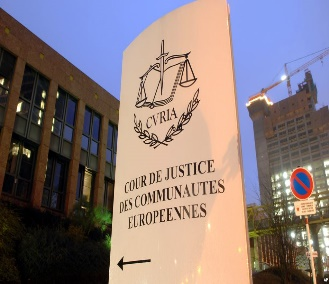 CVRIA
COUR DE JUSTICE
DES COMMUNAUTES
EUROPEENNES